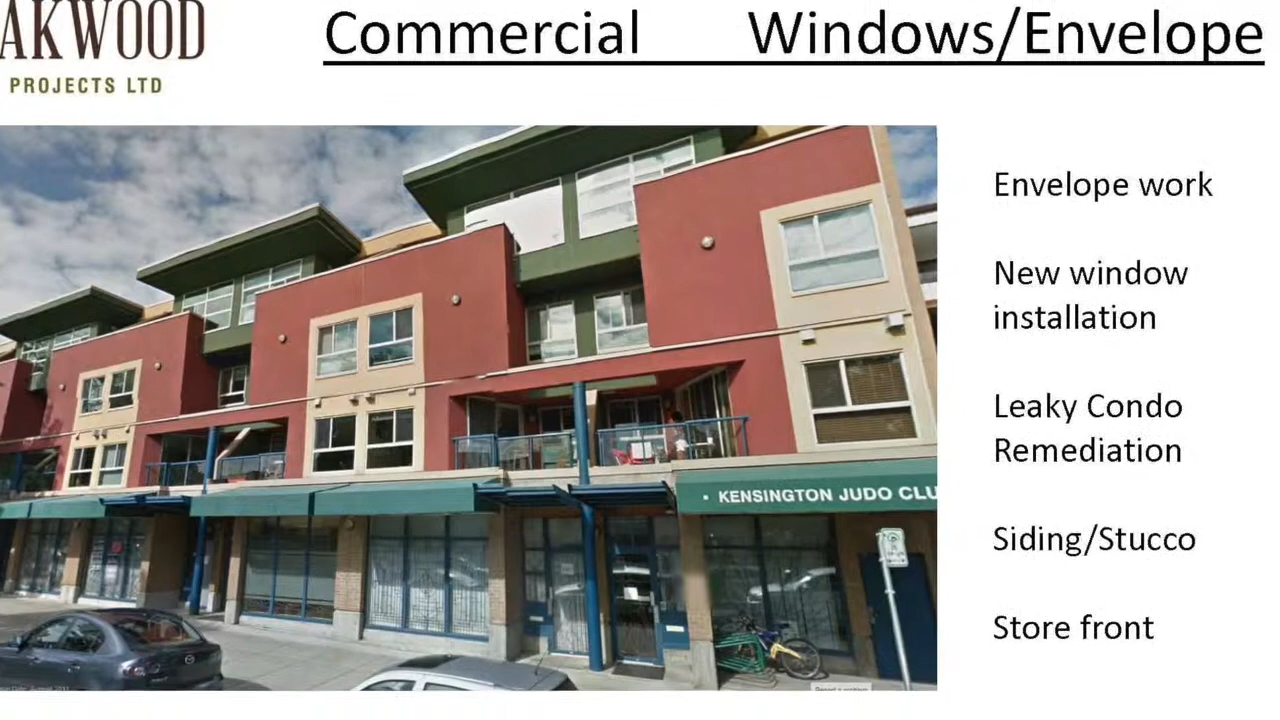 AKWOOD
PROJECTS LTD
Commercial Windows/Envelope
Envelope work
New window
installation
Leaky Condo
Remediation
Siding/Stucco
Store front
· KENSINGTON JUDO CLU